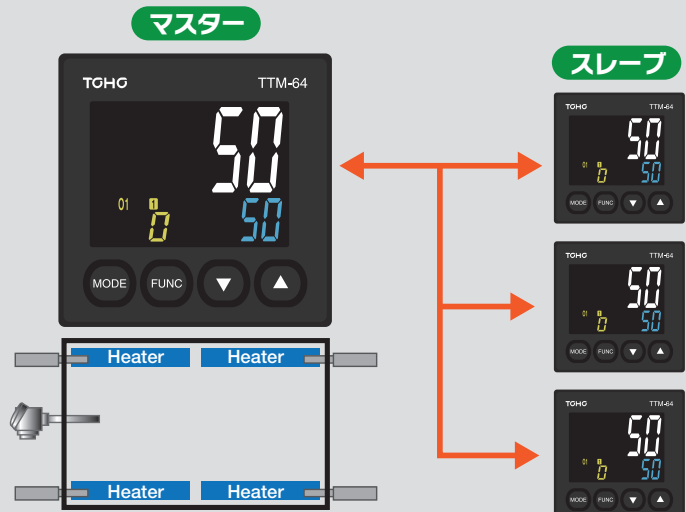 マスター
TOHO TTM-64
50
01 1 0 50
MODE FUNC ▼ ▲
Heater Heater
Heater Heater
スレーブ
TOHO TTM-64
50
01 1 0 50
MODE FUNC ▼ ▲
TOHO TTM-64
50
01 1 0 50
MODE FUNC ▼ ▲
TOHO TTM-64
50
01 1 0 50
MODE FUNC ▼ ▲